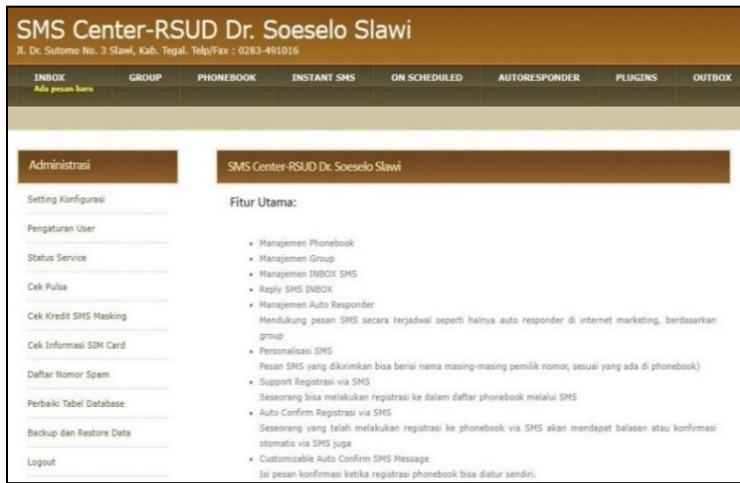 SMS Center-RSUD Dr. Soeselo Slawi
Jl. Dr. Sutomo No. 3 Slawi, Kab. Tegal. Telp/Fax : 0283-491016
INBOX GROUP PHONEBOOK INSTANT SMS ON SCHEDULED AUTORESPONDER PLUGINS OUTBOX
Ada pesan baru
Administrasi
Setting Konfigurasi
Pengaturan User
Status Service
Cek Pulsa
Cek Kredit SMS Masking
Cek Informasi SIM Card
Daftar Nomor Spam
Perbaiki Tabel Database
Backup dan Restore Data
Logout
SMS Center-RSUD Dr. Soeselo Slawi
Fitur Utama:
Manajemen Phonebook
Manajemen Group
Manajemen INBOX SMS
Reply SMS INBOX
Manajemen Auto Responder
Mendukung pesan SMS secara terjadwal seperti halnya auto responder di internet marketing, berdasarkan
group
Personalisasi SMS
Pesan SMS yang dikirimkan bisa berisi nama masing-masing pemilik nomor, sesuai yang ada di phonebook)
Support Registrasi via SMS
Seseorang bisa melakukan registrasi ke dalam daftar phonebook melalui SMS
Auto Confirm Registrasi via SMS
Seseorang yang telah melakukan registrasi ke phonebook via SMS akan mendapat balasan atau konfirmasi
otomatis via SMS juga
Customizable Auto Confirm SMS Message
Isi pesan konfirmasi ketika registrasi phonebook bisa diatur sendiri.